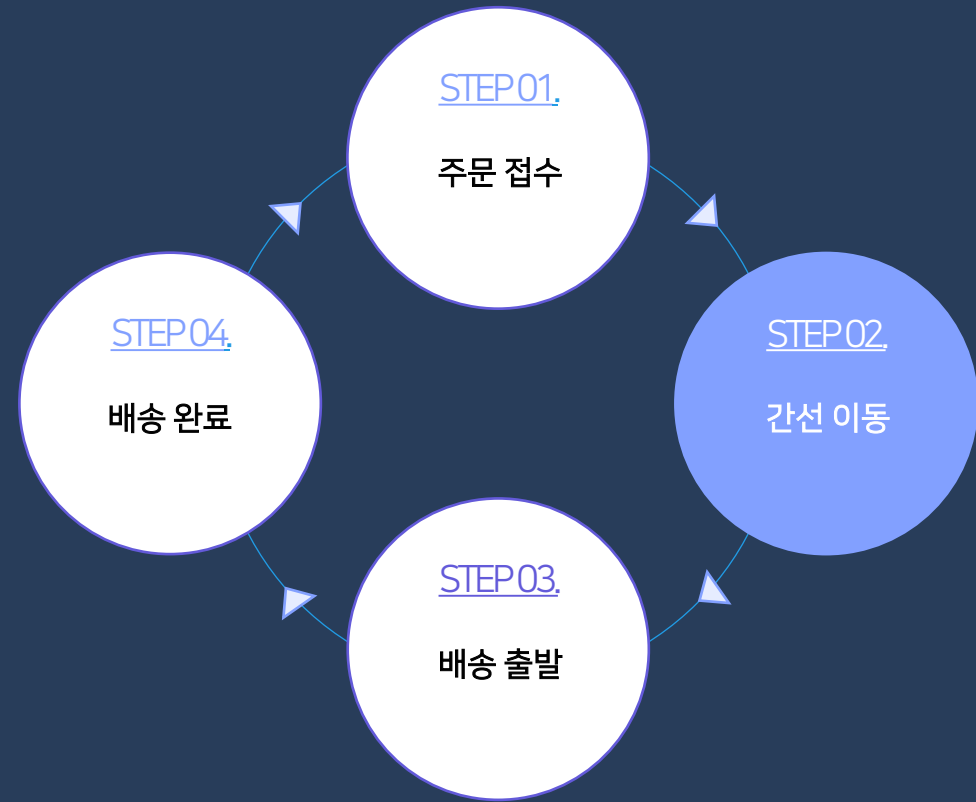 STEP 01.
주문 접수
STEP 02.
간선 이동
STEP 03.
배송 출발
STEP 04.
배송 완료